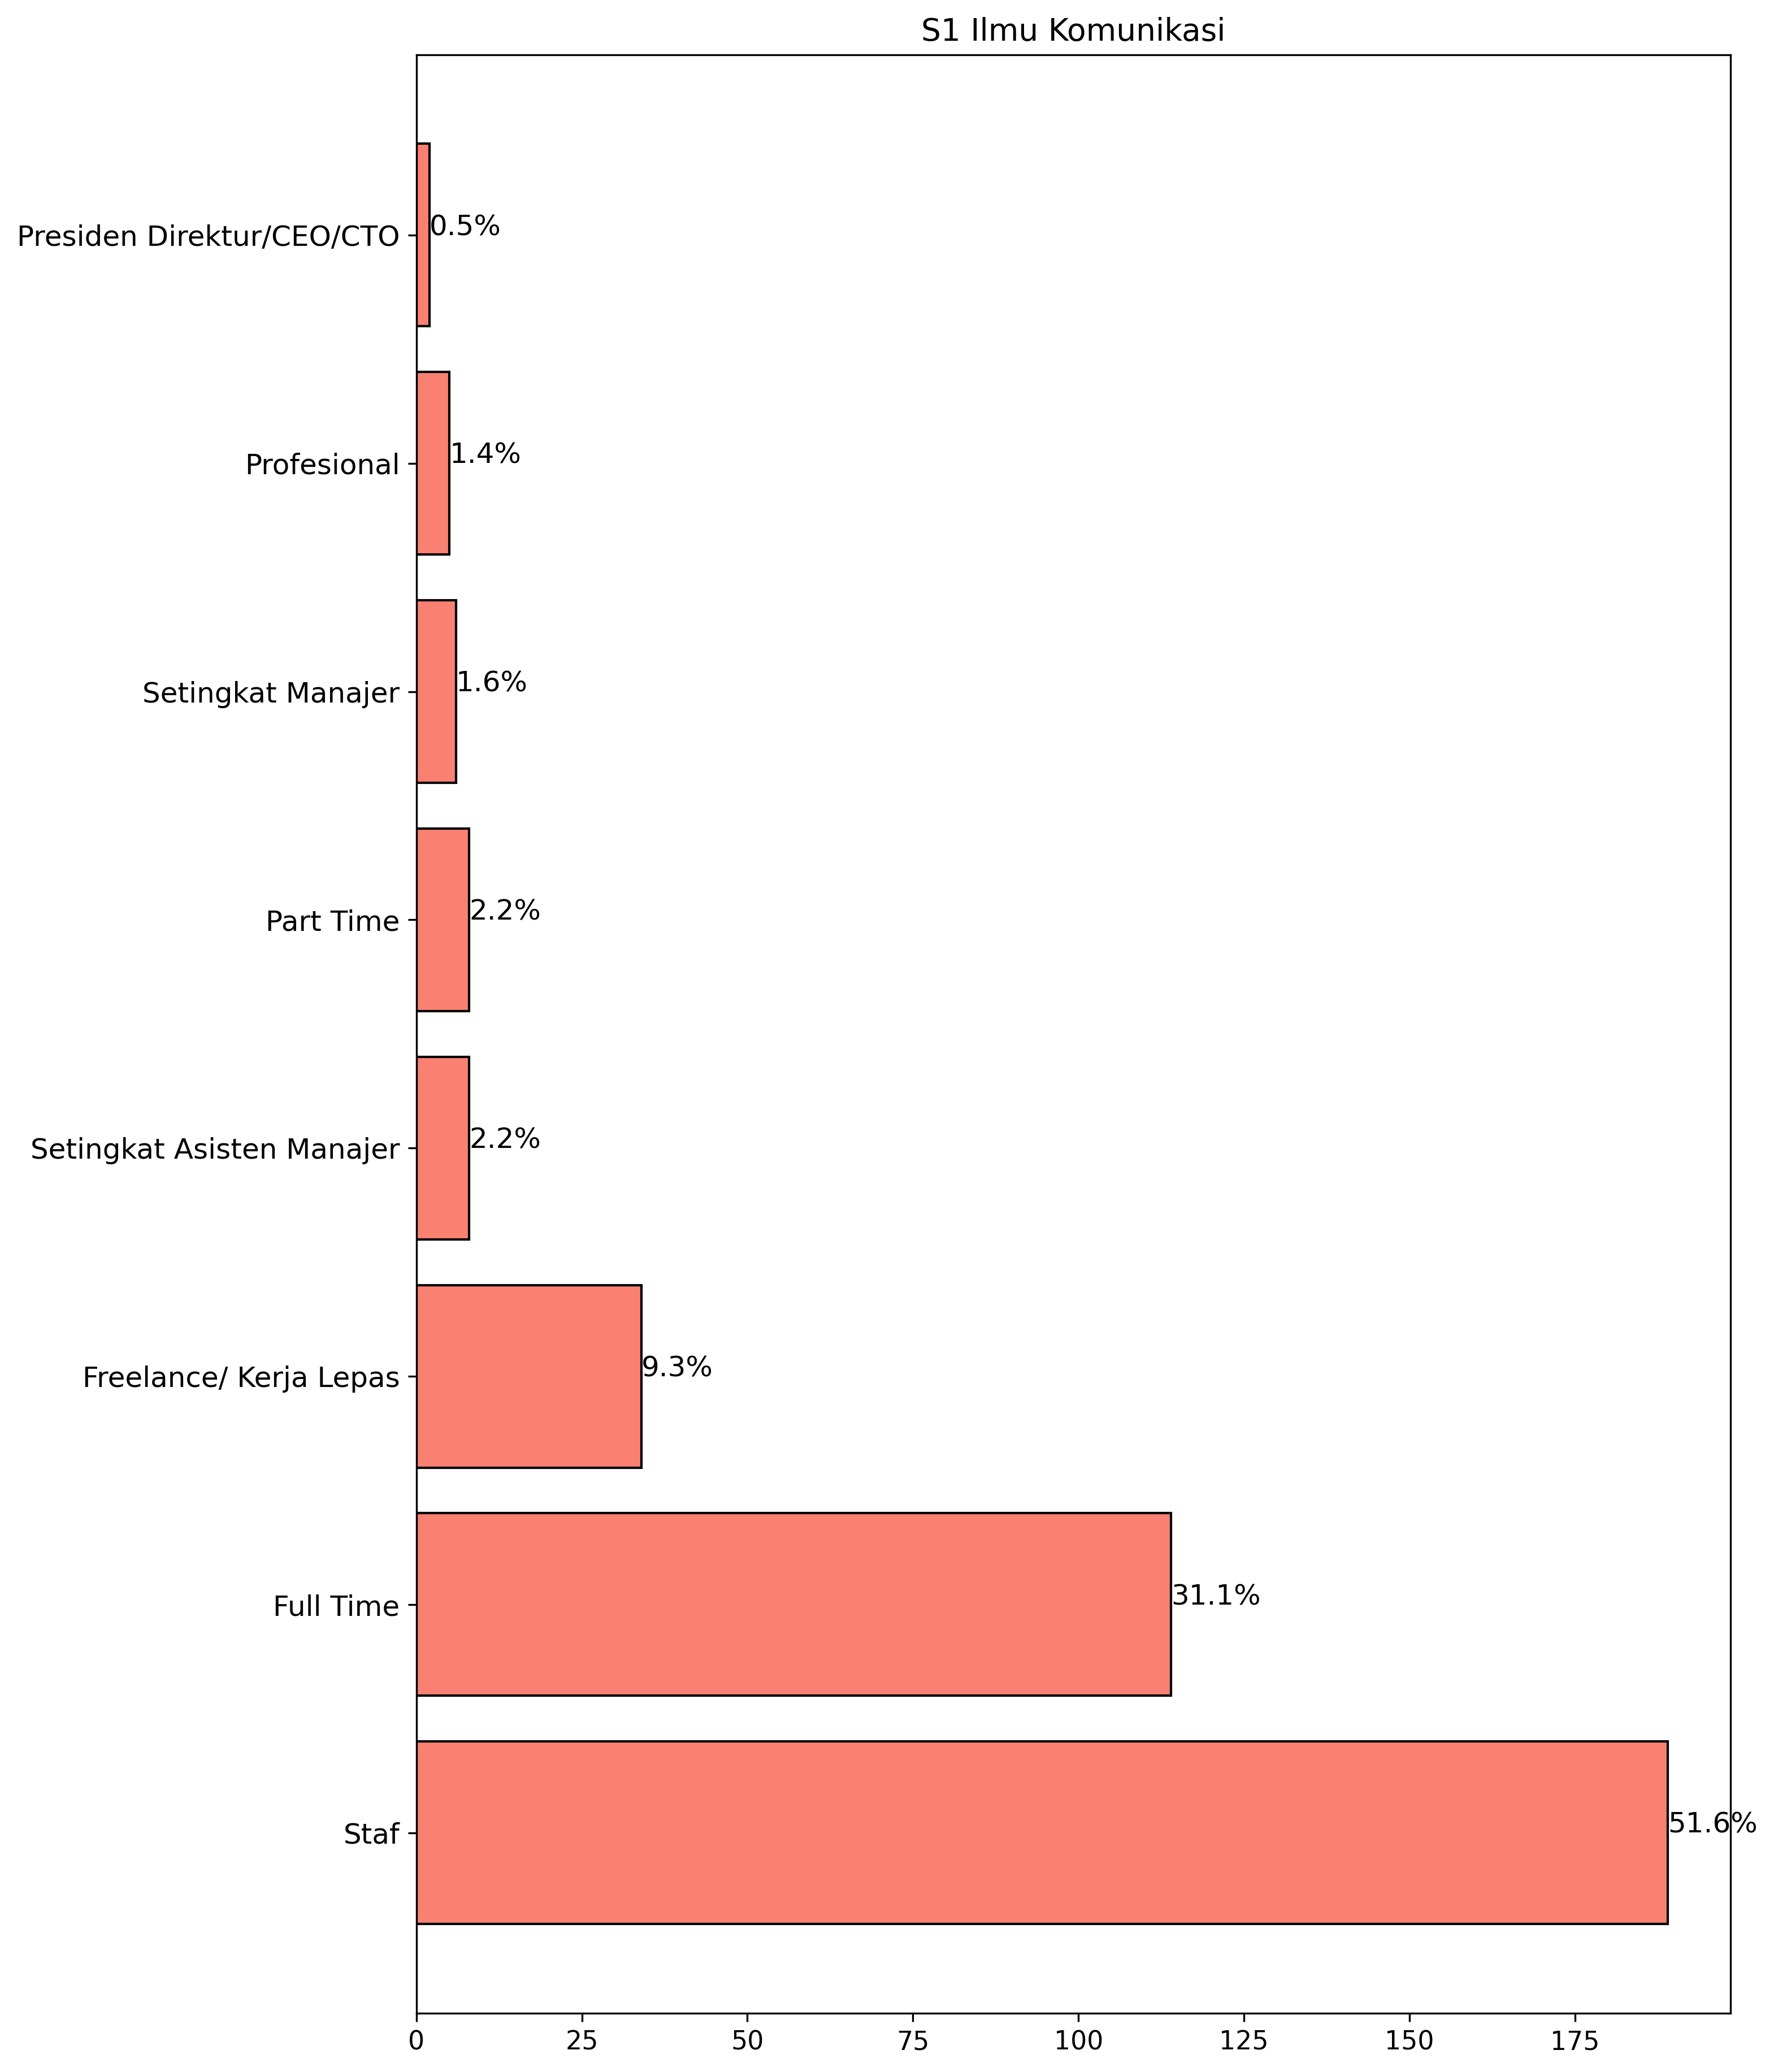 S1 Ilmu Komunikasi
Presiden Direktur/CEO/CTO 0.5%
Profesional 1.4%
Setingkat Manajer 1.6%
Part Time 2.2%
Setingkat Asisten Manajer 2.2%
Freelance/ Kerja Lepas 9.3%
Full Time 31.1%
Staf 51.6%
0 25 50 75 100 125 150 175